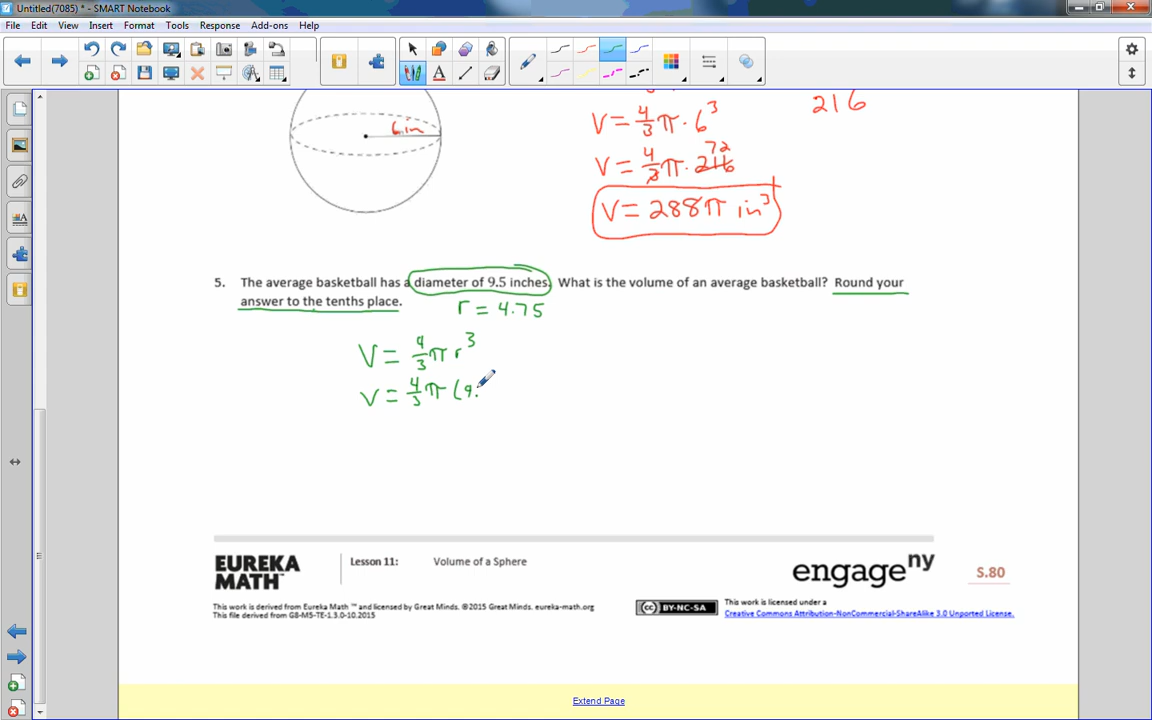 Untitled(7085) * - SMART Notebook
File Edit View Insert Format Tools Response Add-ons Help
6 in
V = 4/3 π · 6³
216
V = 4/3 π · 216 72
V = 288π in³
5. The average basketball has a diameter of 9.5 inches. What is the volume of an average basketball? Round your
answer to the tenths place.
r = 4.75
V = 4/3 π r³
V = 4/3 π (9.
EUREKA
MATH™
Lesson 11: Volume of a Sphere
engage ny
S.80
This work is derived from Eureka Math ™ and licensed by Great Minds. ©2015 Great Minds. eureka-math.org
This file derived from G8-M5-TE-1.3.0-10.2015
CC BY-NC-SA
This work is licensed under a
Creative Commons Attribution-NonCommercial-ShareAlike 3.0 Unported License.
Extend Page